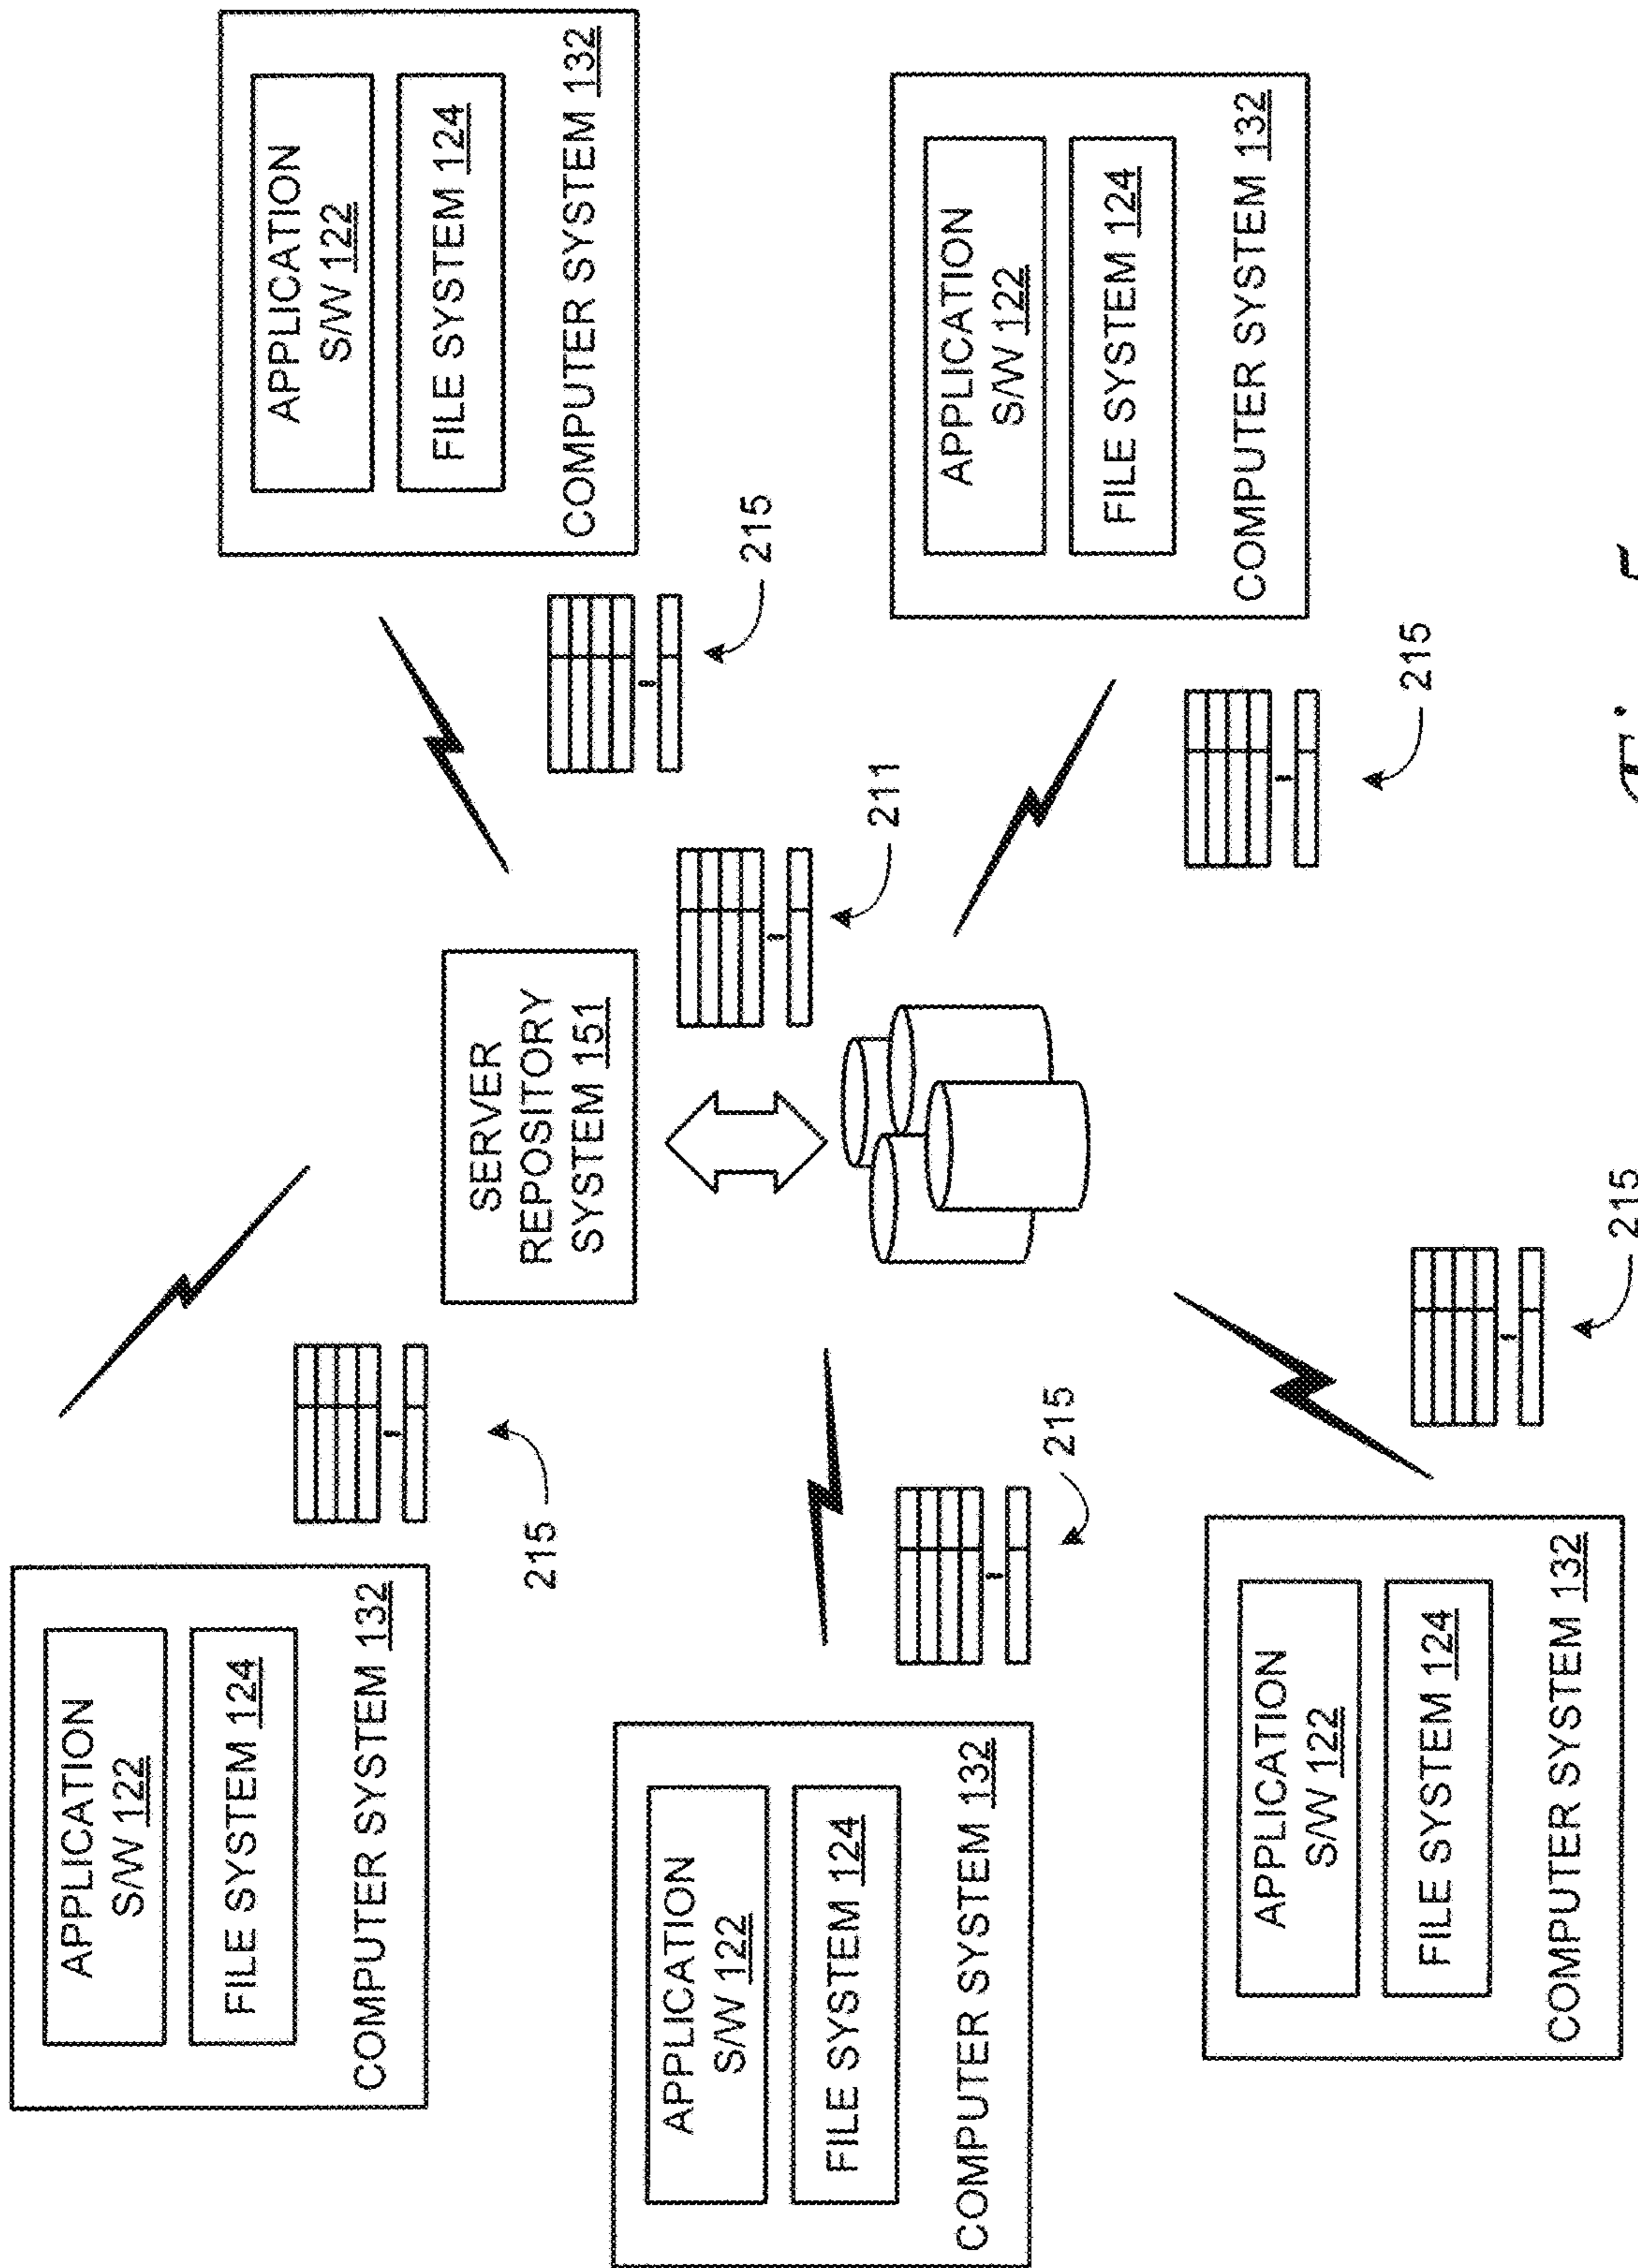 APPLICATION
S/W 122
FILE SYSTEM 124
COMPUTER SYSTEM 132
215
APPLICATION
S/W 122
FILE SYSTEM 124
COMPUTER SYSTEM 132
215
SERVER
REPOSITORY
SYSTEM 151
211
APPLICATION
S/W 122
FILE SYSTEM 124
COMPUTER SYSTEM 132
215
APPLICATION
S/W 122
FILE SYSTEM 124
COMPUTER SYSTEM 132
215
APPLICATION
S/W 122
FILE SYSTEM 124
COMPUTER SYSTEM 132
215